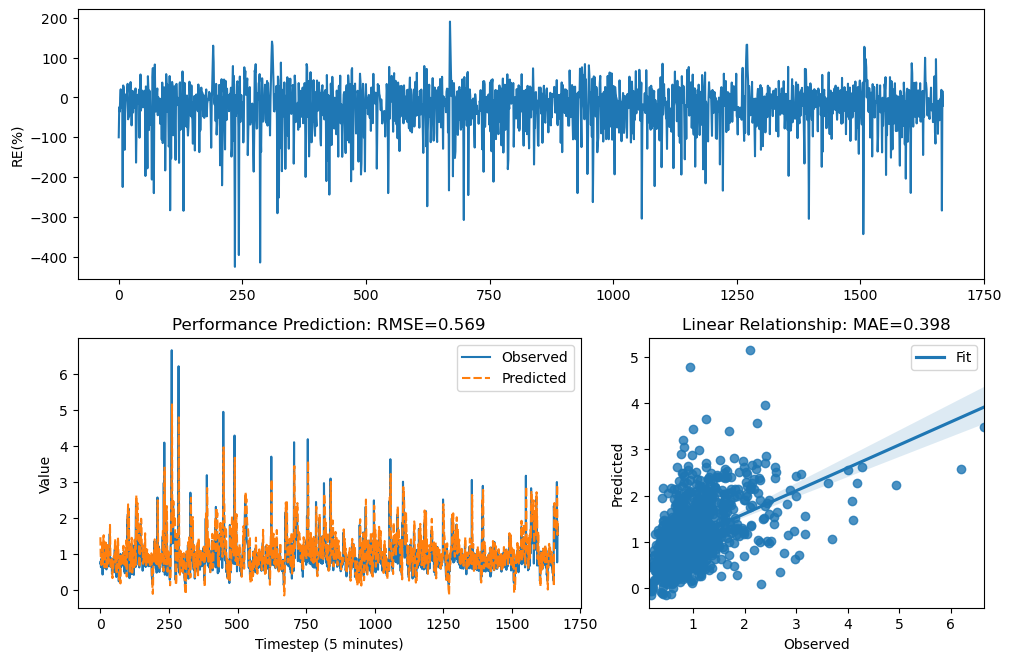 200
100
0
−100
−200
−300
−400
RE(%)
0 250 500 750 1000 1250 1500 1750
Performance Prediction: RMSE=0.569
6
5
4
3
2
1
0
Value
Observed
Predicted
0 250 500 750 1000 1250 1500 1750
Timestep (5 minutes)
Linear Relationship: MAE=0.398
5
4
3
2
1
0
Predicted
Fit
1 2 3 4 5 6
Observed